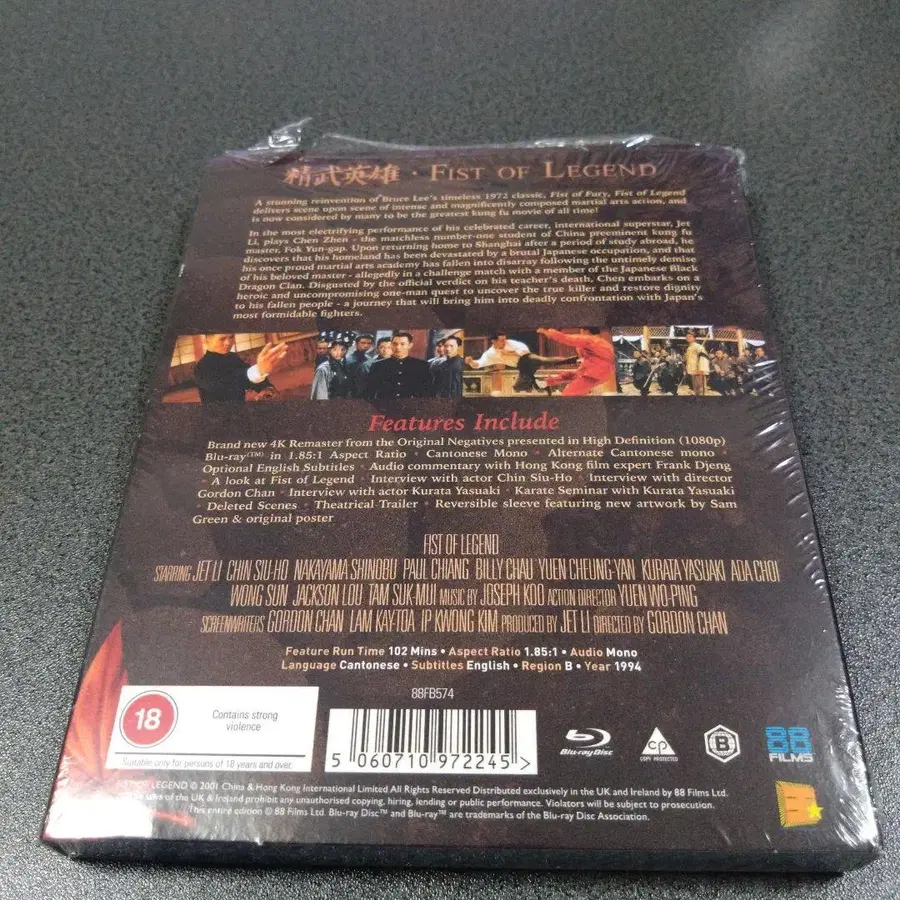 精武英雄 · FIST OF LEGEND
A stunning reinvention of Bruce Lee's timeless 1972 classic, Fist of Fury, Fist of Legend
delivers scene upon scene of intense and magnificently composed martial arts action, and
is now considered by many to be the greatest kung fu movie of all time!
In the most electrifying performance of his celebrated career, international superstar, Jet
Li, plays Chen Zhen - the matchless number-one student of China preeminent kung fu
master, Fok Yun-gap. Upon returning home to Shanghai after a period of study abroad, he
discovers that his homeland has been devastated by a brutal Japanese occupation, and that
his once proud martial arts academy has fallen into disarray following the untimely demise
of his beloved master - allegedly in a challenge match with a member of the Japanese Black
Dragon Clan. Disgusted by the official verdict on his teacher's death, Chen embarks on a
heroic and uncompromising one-man quest to uncover the true killer and restore dignity
to his fallen people - a journey that will bring him into deadly confrontation with Japan's
most formidable fighters.
Features Include
Brand new 4K Remaster from the Original Negatives presented in High Definition (1080p)
Blu-ray(TM) in 1.85:1 Aspect Ratio • Cantonese Mono • Alternate Cantonese mono •
Optional English Subtitles • Audio commentary with Hong Kong film expert Frank Djeng
• A look at Fist of Legend • Interview with actor Chin Siu-Ho • Interview with director
Gordon Chan • Interview with actor Kurata Yasuaki • Karate Seminar with Kurata Yasuaki
• Deleted Scenes • Theatrical Trailer • Reversible sleeve featuring new artwork by Sam
Green & original poster
FIST OF LEGEND
STARRING JET LI CHIN SIU-HO NAKAYAMA SHINOBU PAUL CHIANG BILLY CHAU YUEN CHEUNG-YAN KURATA YASUAKI ADA CHOI
WONG SUN JACKSON LOU TAM SUK-MUI MUSIC BY JOSEPH KOO ACTION DIRECTOR YUEN WO-PING
SCREENWRITERS GORDON CHAN LAM KAY-TOA IP KWONG KIM PRODUCED BY JET LI DIRECTED BY GORDON CHAN
Feature Run Time 102 Mins • Aspect Ratio 1.85:1 • Audio Mono
Language Cantonese • Subtitles English • Region B • Year 1994
88FB574
18
Contains strong
violence
Suitable only for persons of 18 years and over.
5 060710 972245 >
Blu-ray Disc
CP
COPY PROTECTED
B
88
FILMS
LEGEND © 2001 China & Hong Kong International Limited All Rights Reserved Distributed exclusively in the UK and Ireland by 88 Films Ltd.
laws of the UK & Ireland prohibit any unauthorised copying, hiring, lending or public performance. Violators will be subject to prosecution.
This entire edition © 88 Films Ltd. Blu-ray Disc™ and Blu-ray™ are trademarks of the Blu-ray Disc Association.